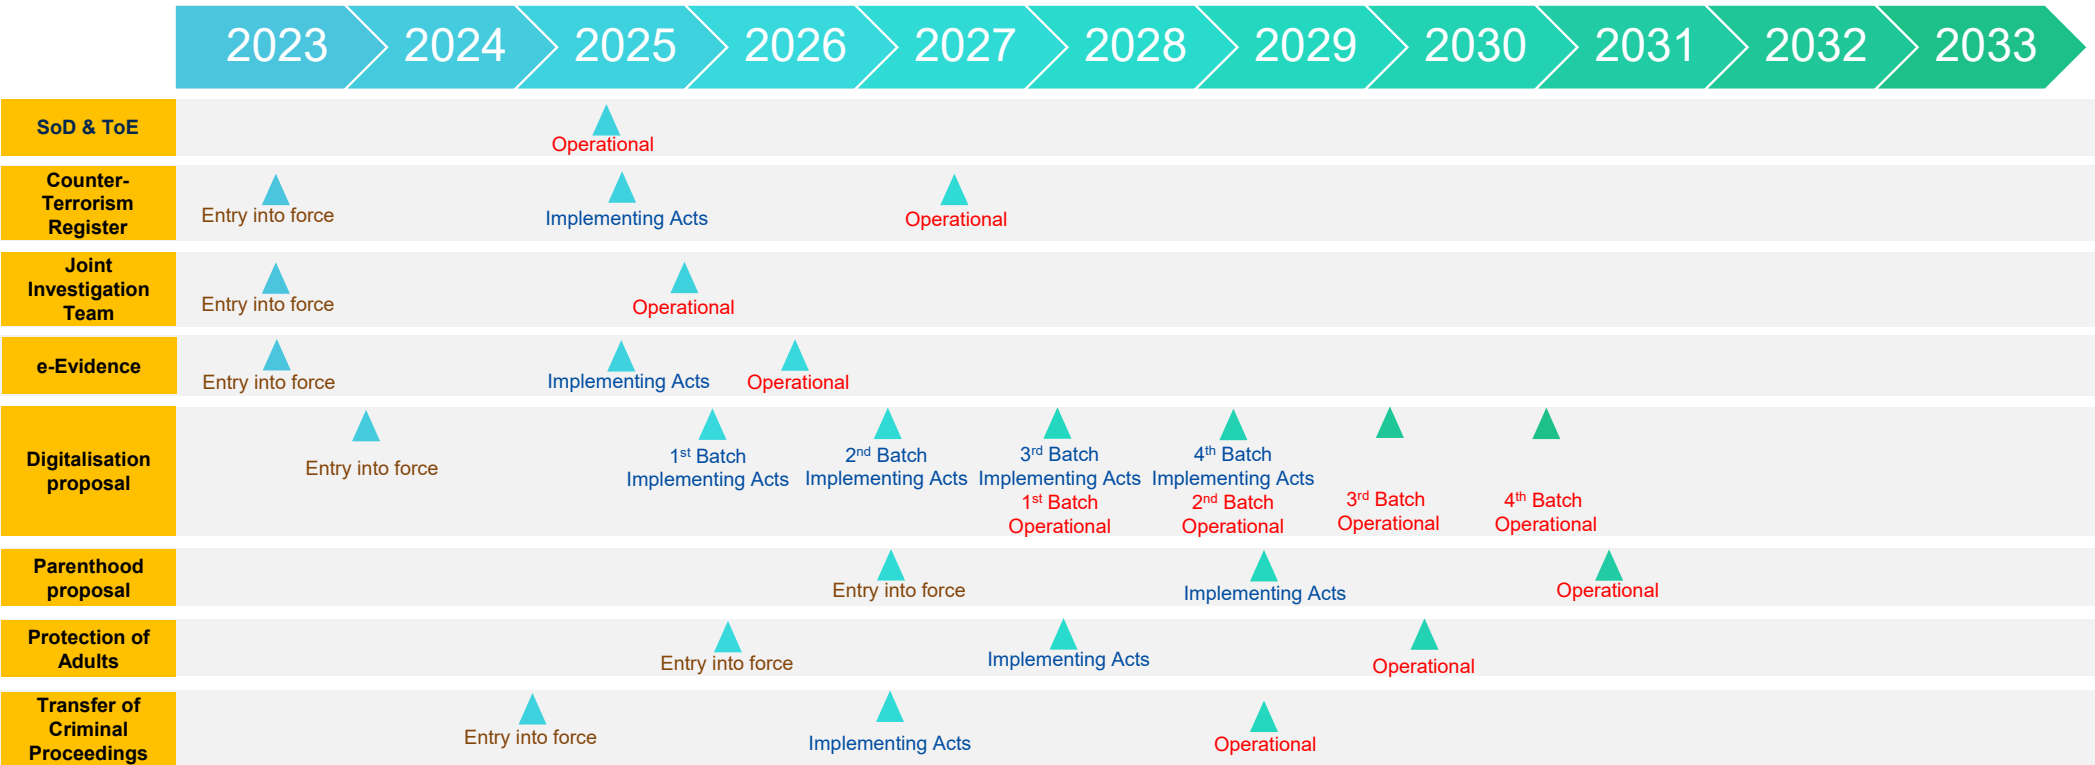 2023 2024 2025 2026 2027 2028 2029 2030 2031 2032 2033
SoD & ToE
Operational
Counter-
Terrorism
Register
Entry into force
Implementing Acts
Operational
Joint
Investigation
Team
Entry into force
Operational
e-Evidence
Entry into force
Implementing Acts
Operational
Digitalisation
proposal
Entry into force
1st Batch
Implementing Acts
2nd Batch
Implementing Acts
3rd Batch
Implementing Acts
1st Batch
Operational
4th Batch
Implementing Acts
2nd Batch
Operational
3rd Batch
Operational
4th Batch
Operational
Parenthood
proposal
Entry into force
Implementing Acts
Operational
Protection of
Adults
Entry into force
Implementing Acts
Operational
Transfer of
Criminal
Proceedings
Entry into force
Implementing Acts
Operational